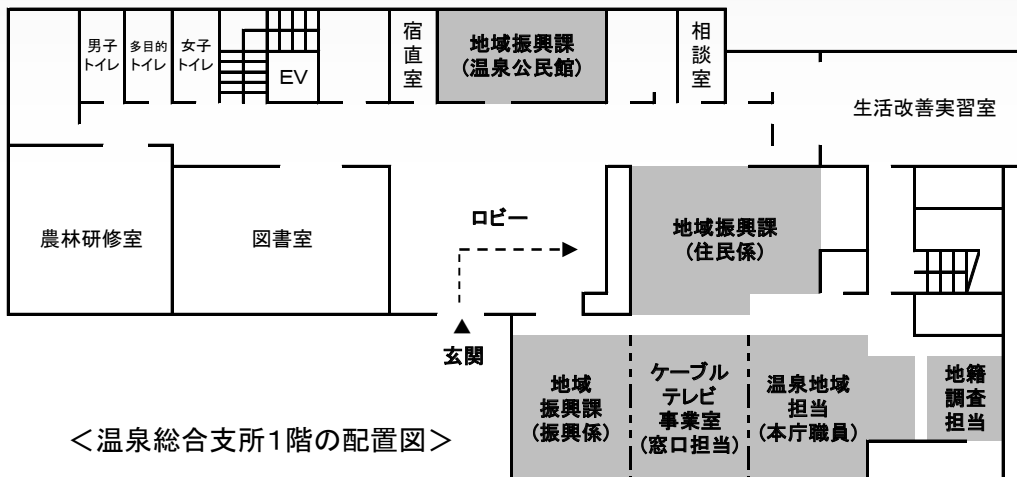 男子
トイレ
多目的
トイレ
女子
トイレ
EV
宿
直
室
地域振興課
（温泉公民館）
相
談
室
生活改善実習室
農林研修室
図書室
ロビー
地域振興課
（住民係）
玄関
地域
振興課
（振興係）
ケーブル
テレビ
事業室
（窓口担当）
温泉地域
担当
（本庁職員）
地籍
調査
担当
＜温泉総合支所１階の配置図＞